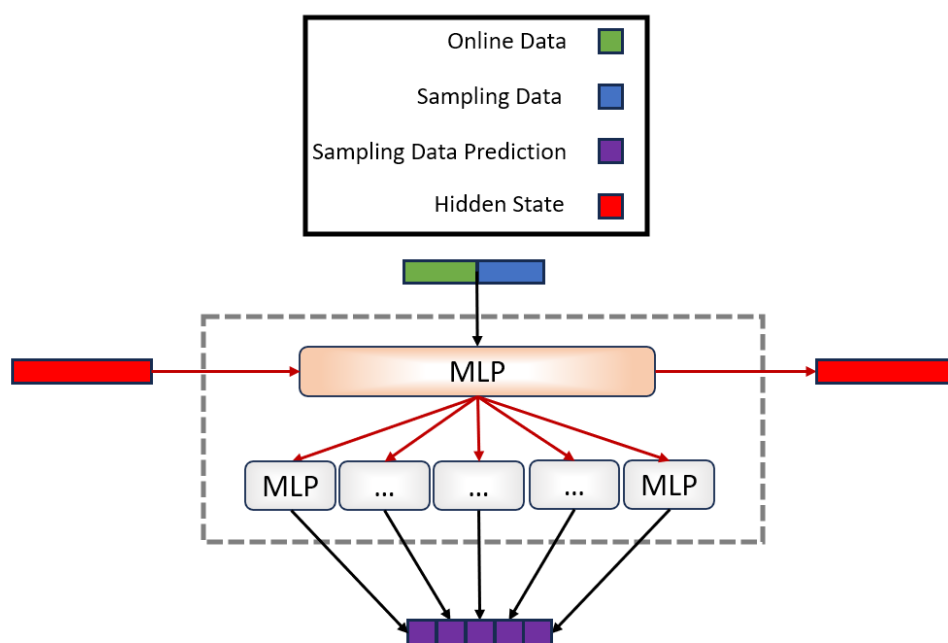 Online Data
Sampling Data
Sampling Data Prediction
Hidden State
MLP
MLP ... ... ... MLP